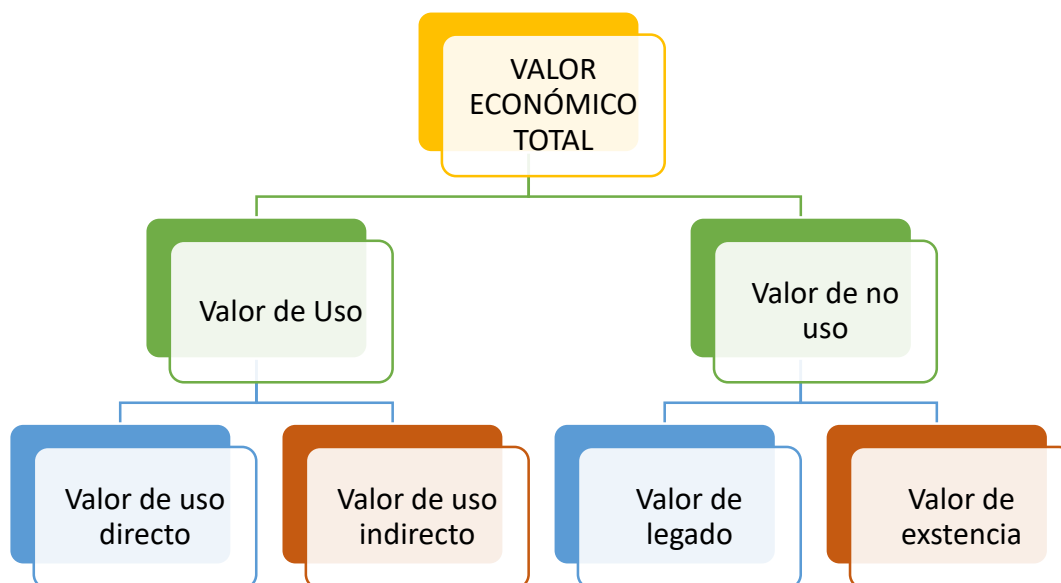 VALOR
ECONÓMICO
TOTAL
Valor de Uso
Valor de no
uso
Valor de uso
directo
Valor de uso
indirecto
Valor de
legado
Valor de
exstencia